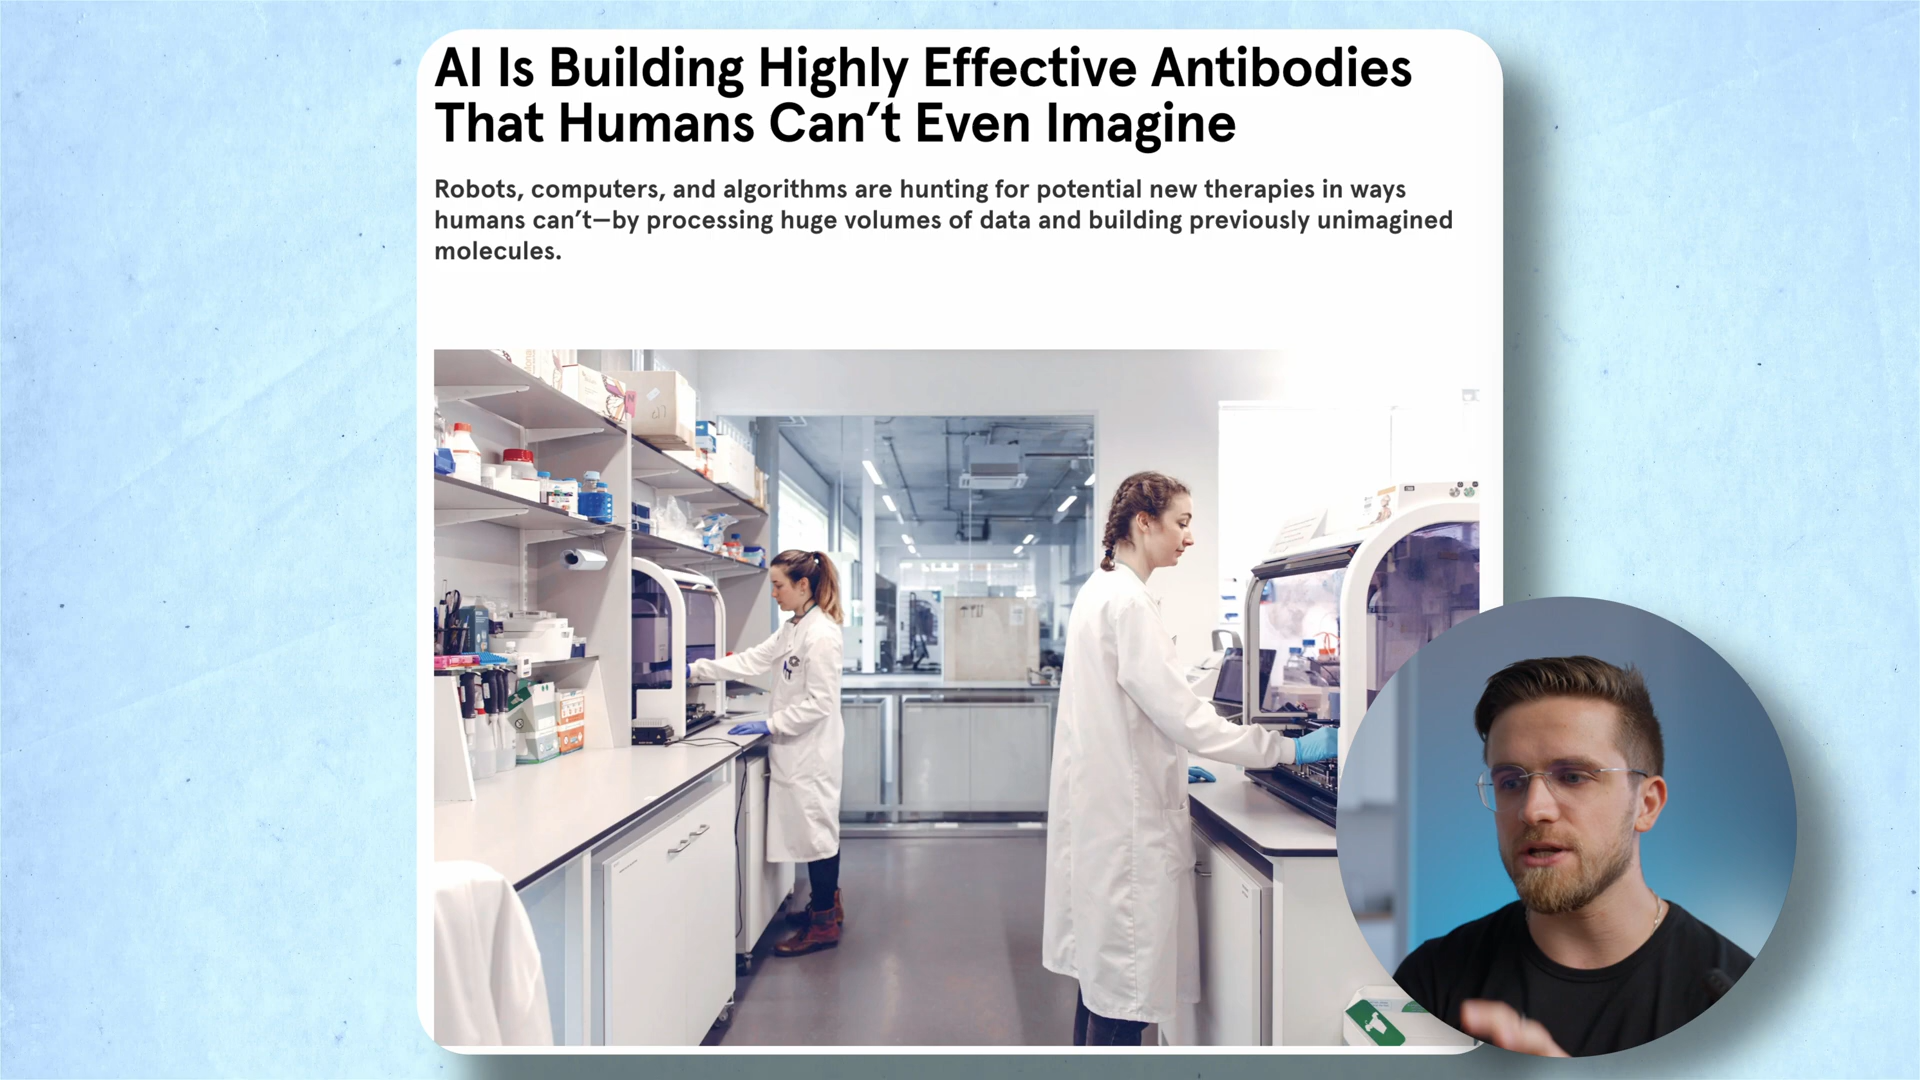 AI Is Building Highly Effective Antibodies
That Humans Can’t Even Imagine
Robots, computers, and algorithms are hunting for potential new therapies in ways
humans can’t—by processing huge volumes of data and building previously unimagined
molecules.